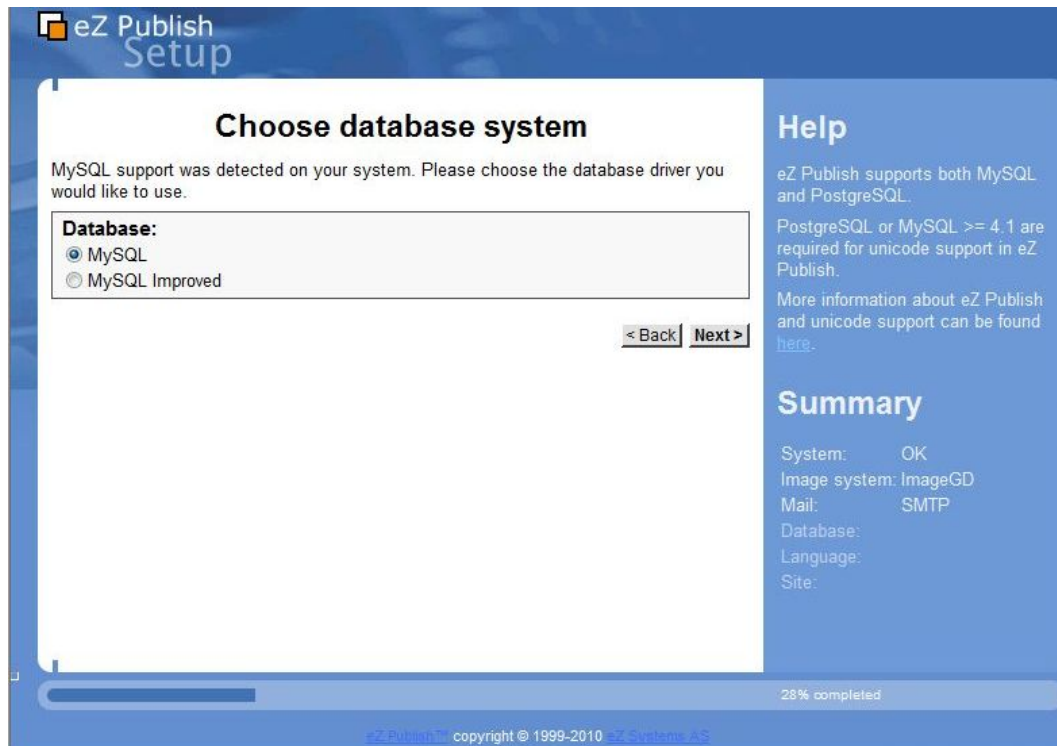 eZ Publish
Setup
Choose database system
MySQL support was detected on your system. Please choose the database driver you
would like to use.
Database:
MySQL
MySQL Improved
< Back Next >
Help
eZ Publish supports both MySQL
and PostgreSQL.
PostgreSQL or MySQL >= 4.1 are
required for unicode support in eZ
Publish.
More information about eZ Publish
and unicode support can be found
here.
Summary
System: OK
Image system: ImageGD
Mail: SMTP
Database:
Language:
Site:
28% completed
eZ Publish™ copyright © 1999-2010 eZ Systems AS